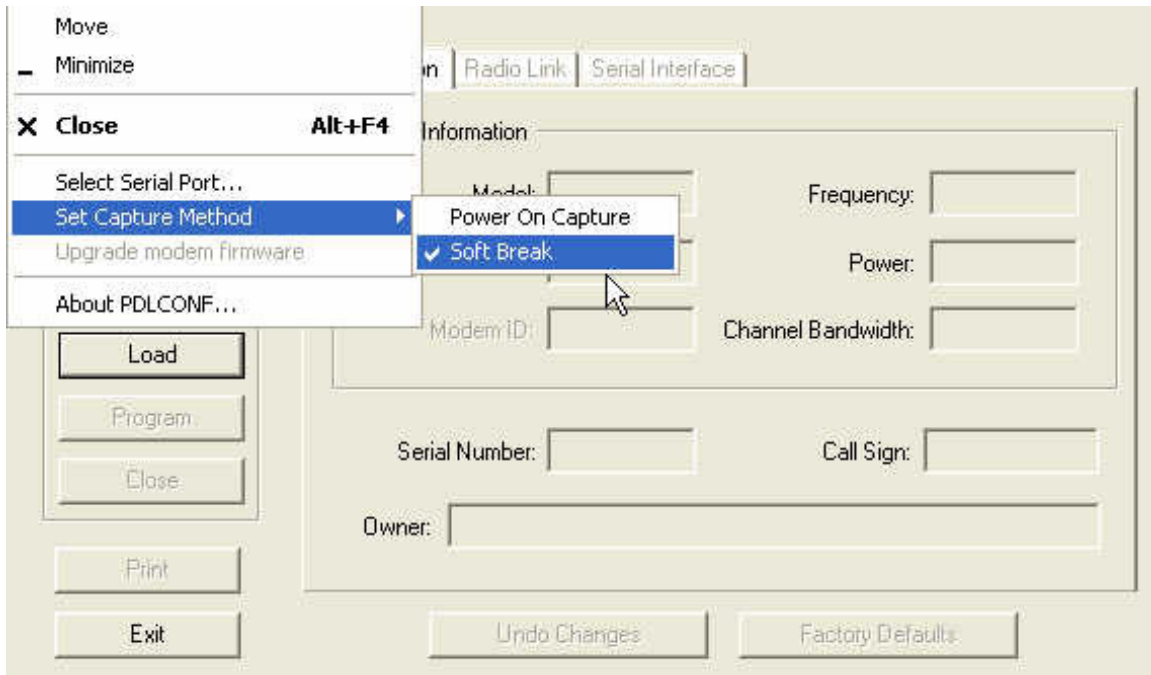 Move
Minimize
Close Alt+F4
Select Serial Port...
Set Capture Method
Upgrade modem firmware
About PDLCONF...
Power On Capture
Soft Break
Load
Program
Close
Print
Exit
on Radio Link Serial Interface
Information
Model:
Frequency:
Power:
Modem ID:
Channel Bandwidth:
Serial Number:
Call Sign:
Owner:
Undo Changes
Factory Defaults